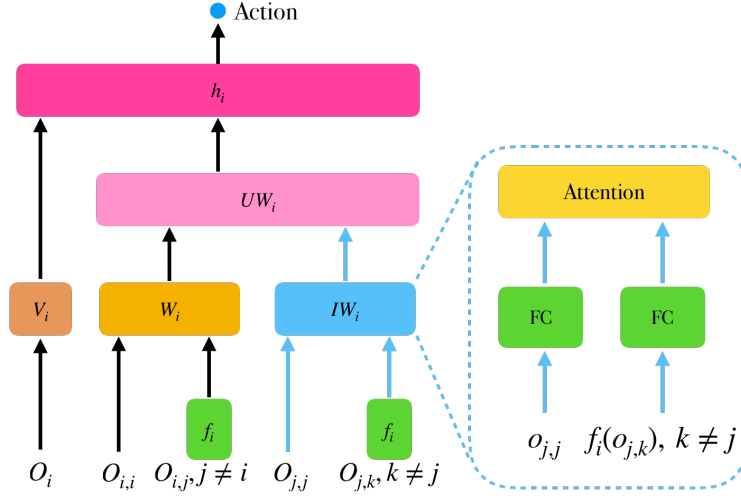 Action
h_i
UW_i
Attention
V_i
W_i
IW_i
FC
FC
f_i
f_i
O_i
O_{i,i}
O_{i,j}, j ≠ i
O_{j,j}
O_{j,k}, k ≠ j
o_{j,j}
f_i(o_{j,k}), k ≠ j